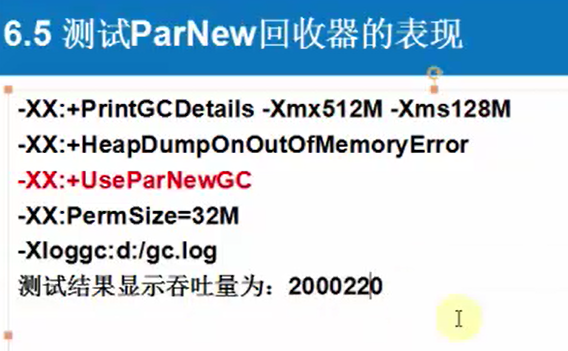 6.5 测试ParNew回收器的表现
-XX:+PrintGCDetails -Xmx512M -Xms128M
-XX:+HeapDumpOnOutOfMemoryError
-XX:+UseParNewGC
-XX:PermSize=32M
-Xloggc:d:/gc.log
测试结果显示吞吐量为：2000220